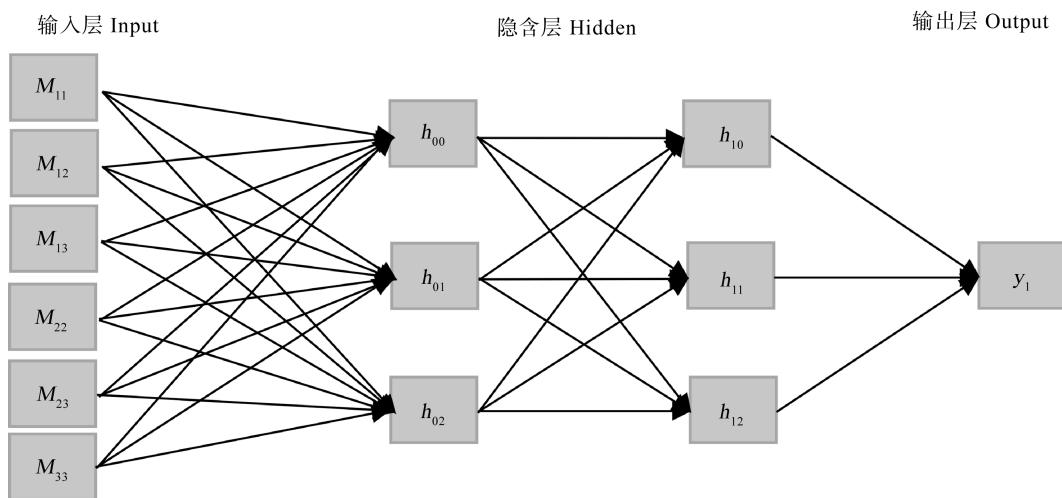 输入层 Input
隐含层 Hidden
输出层 Output
M₁₁
M₁₂
M₁₃
M₂₂
M₂₃
M₃₃
h₀₀
h₀₁
h₀₂
h₁₀
h₁₁
h₁₂
y₁